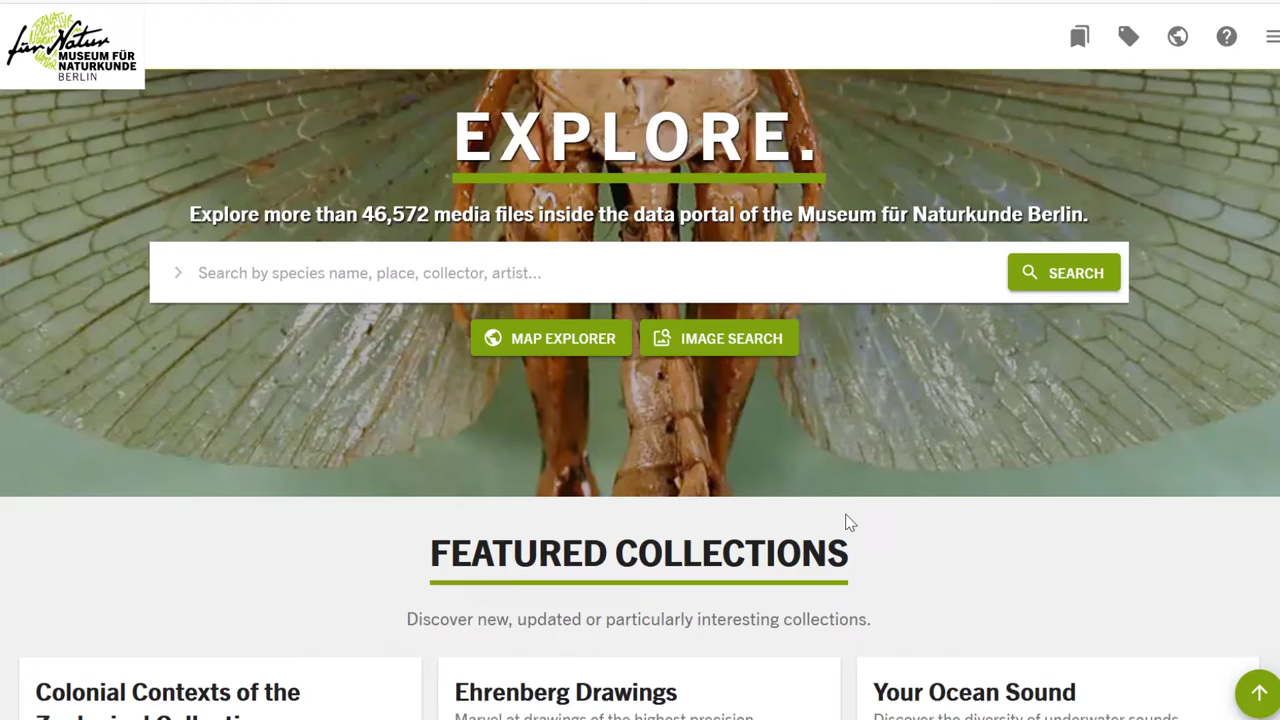 für Natur
MUSEUM FÜR
NATURKUNDE
BERLIN
EXPLORE.
Explore more than 46,572 media files inside the data portal of the Museum für Naturkunde Berlin.
Search by species name, place, collector, artist...
SEARCH
MAP EXPLORER
IMAGE SEARCH
FEATURED COLLECTIONS
Discover new, updated or particularly interesting collections.
Colonial Contexts of the
Ehrenberg Drawings
Marvel at drawings of the highest precision
Your Ocean Sound
Discover the diversity of underwater sounds